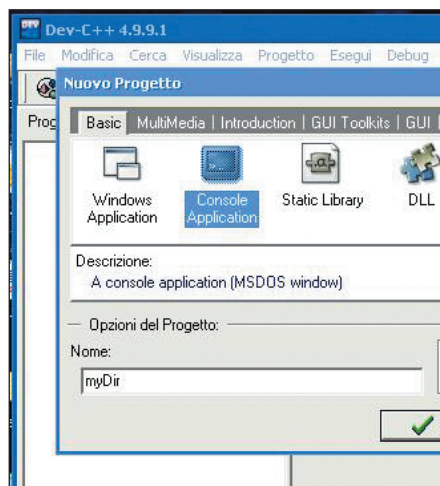 DEV Dev-C++ 4.9.9.1
File Modifica Cerca Visualizza Progetto Esegui Debug
Nuovo Progetto
Prog
Basic MultiMedia Introduction GUI Toolkits GUI
Windows Application
Console Application
Static Library
DLL
Descrizione:
A console application (MSDOS window)
Opzioni del Progetto:
Nome:
myDir